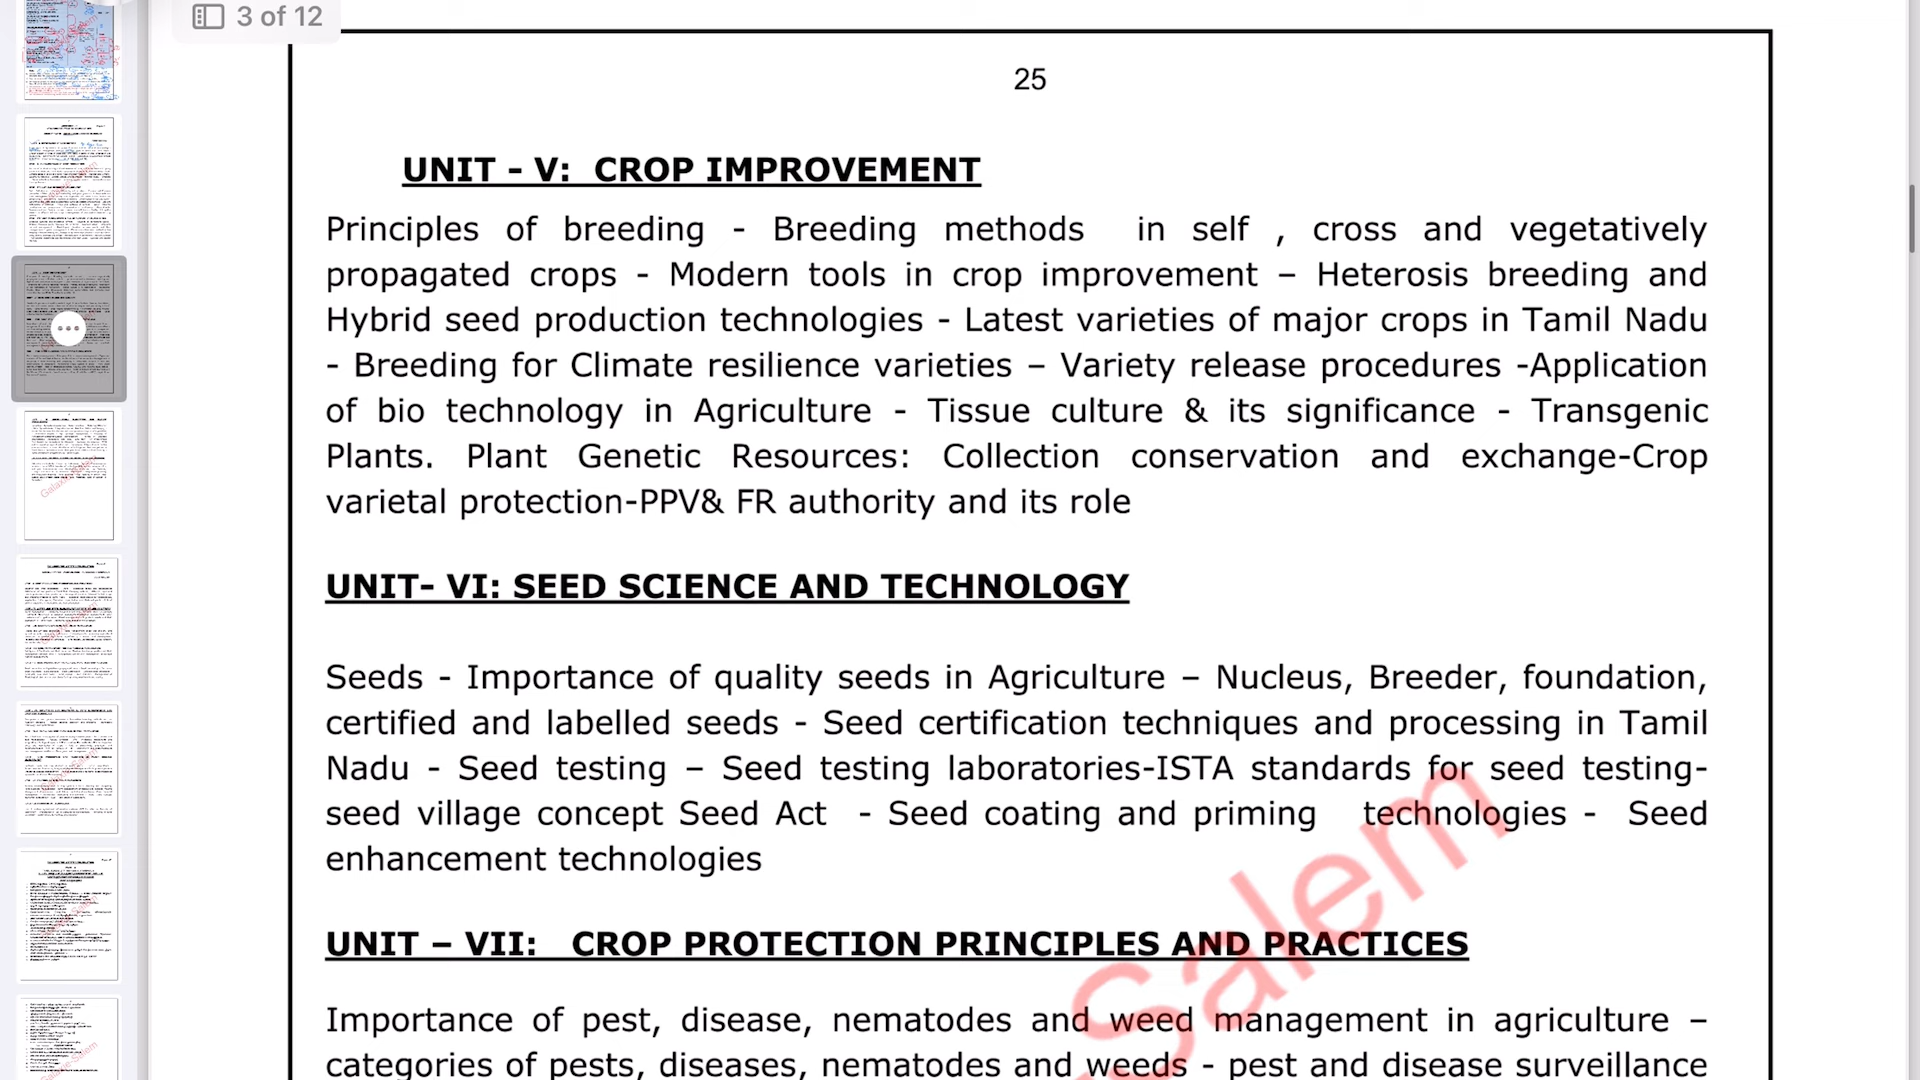 3 of 12
25
UNIT - V: CROP IMPROVEMENT
Principles of breeding - Breeding methods in self , cross and vegetatively
propagated crops - Modern tools in crop improvement – Heterosis breeding and
Hybrid seed production technologies - Latest varieties of major crops in Tamil Nadu
- Breeding for Climate resilience varieties – Variety release procedures -Application
of bio technology in Agriculture - Tissue culture & its significance - Transgenic
Plants. Plant Genetic Resources: Collection conservation and exchange-Crop
varietal protection-PPV& FR authority and its role
UNIT- VI: SEED SCIENCE AND TECHNOLOGY
Seeds - Importance of quality seeds in Agriculture – Nucleus, Breeder, foundation,
certified and labelled seeds - Seed certification techniques and processing in Tamil
Nadu - Seed testing – Seed testing laboratories-ISTA standards for seed testing-
seed village concept Seed Act - Seed coating and priming technologies - Seed
enhancement technologies
UNIT – VII: CROP PROTECTION PRINCIPLES AND PRACTICES
Importance of pest, disease, nematodes and weed management in agriculture –
categories of pests, diseases, nematodes and weeds - pest and disease surveillance
Salem